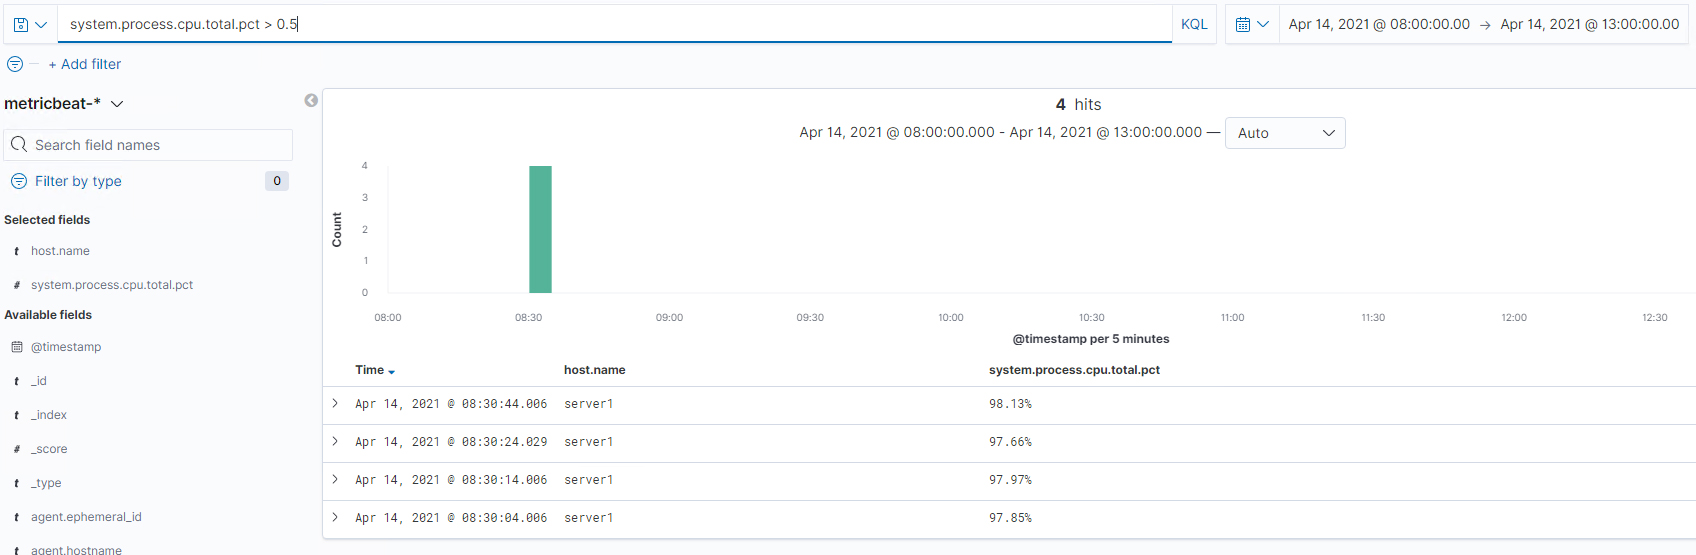 system.process.cpu.total.pct > 0.5
KQL
Apr 14, 2021 @ 08:00:00.00 → Apr 14, 2021 @ 13:00:00.00
+ Add filter
metricbeat-*
Search field names
Filter by type 0
Selected fields
t host.name
# system.process.cpu.total.pct
Available fields
@timestamp
t _id
t _index
# _score
t _type
t agent.ephemeral_id
t agent.hostname
4 hits
Apr 14, 2021 @ 08:00:00.000 - Apr 14, 2021 @ 13:00:00.000 — Auto
Count
4
3
2
1
0
08:00 08:30 09:00 09:30 10:00 10:30 11:00 11:30 12:00 12:30
@timestamp per 5 minutes
Time host.name system.process.cpu.total.pct
Apr 14, 2021 @ 08:30:44.006 server1 98.13%
Apr 14, 2021 @ 08:30:24.029 server1 97.66%
Apr 14, 2021 @ 08:30:14.006 server1 97.97%
Apr 14, 2021 @ 08:30:04.006 server1 97.85%